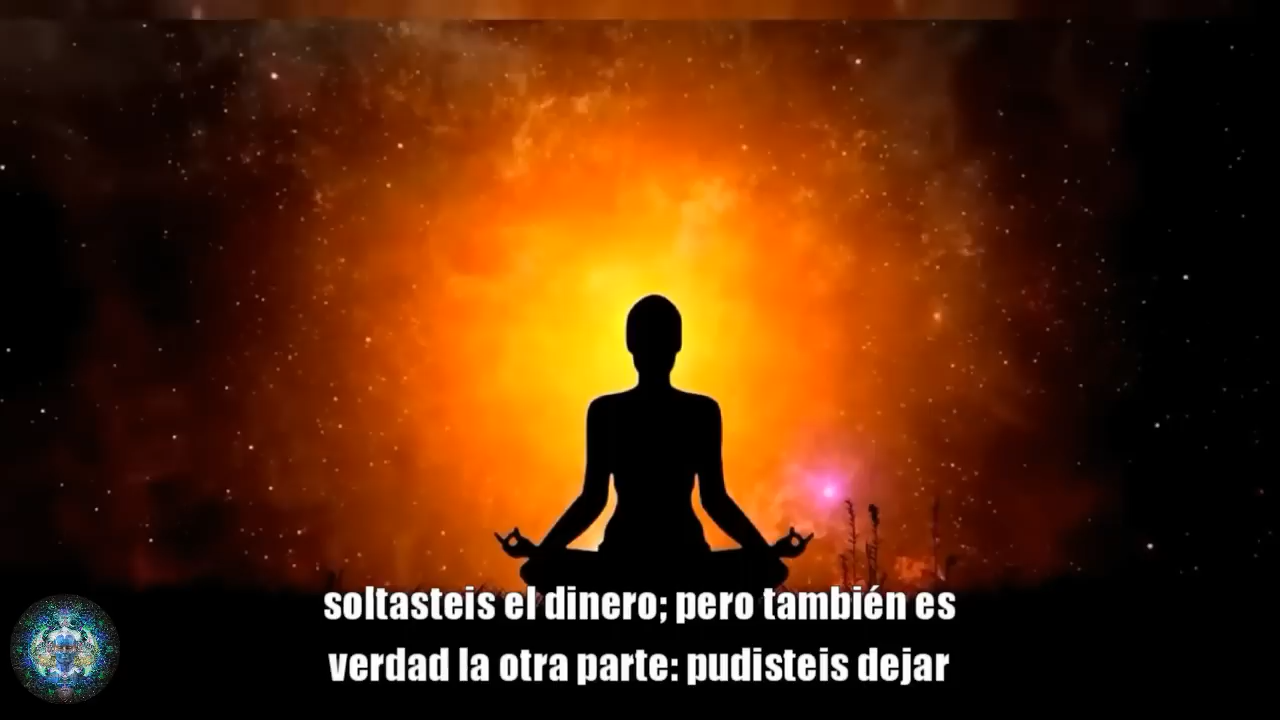 soltasteis el dinero; pero también es
verdad la otra parte: pudisteis dejar